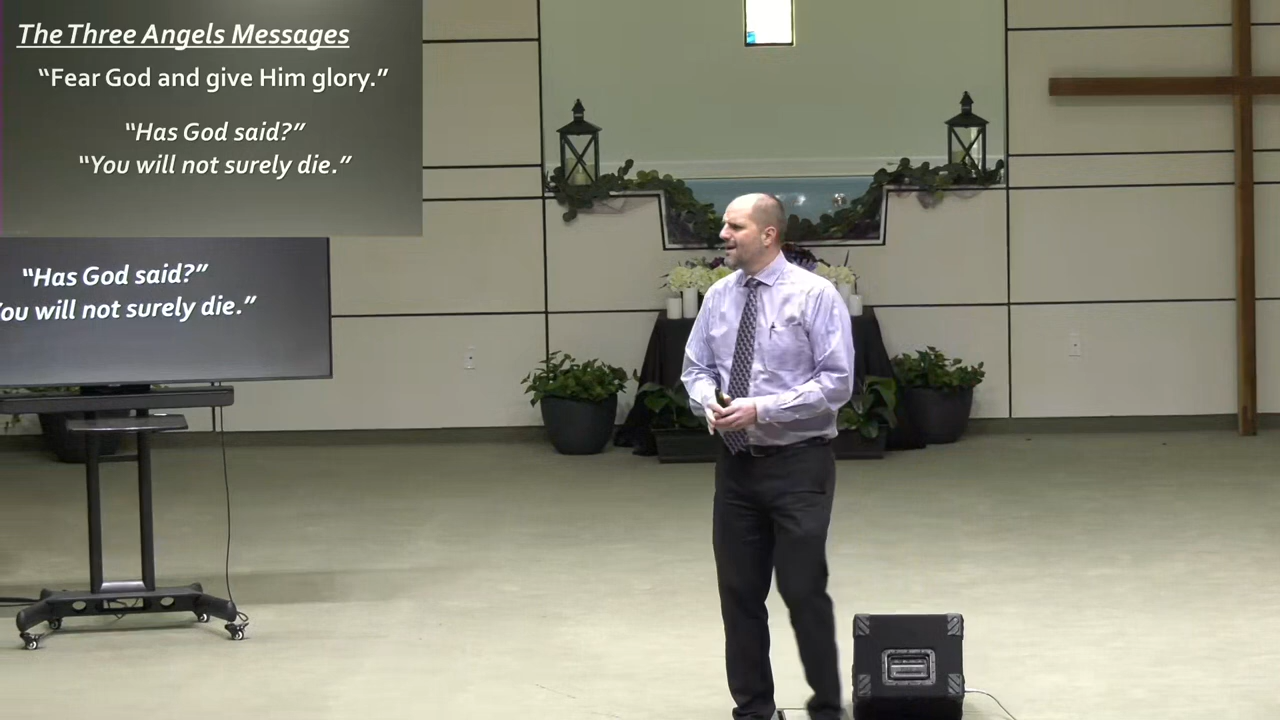 The Three Angels Messages
“Fear God and give Him glory.”
“Has God said?”
“You will not surely die.”
“Has God said?”
You will not surely die.”